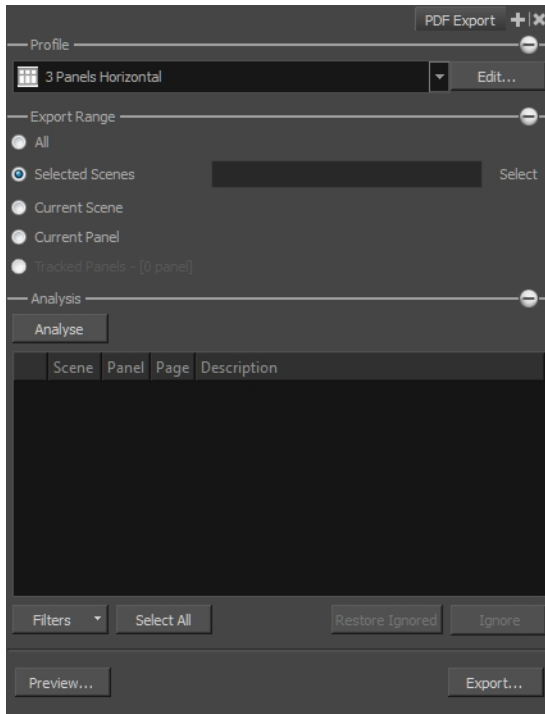 PDF Export
Profile
3 Panels Horizontal
Edit...
Export Range
All
Selected Scenes
Select
Current Scene
Current Panel
Tracked Panels - [0 panel]
Analysis
Analyse
Scene Panel Page Description
Filters Select All Restore Ignored Ignore
Preview... Export...